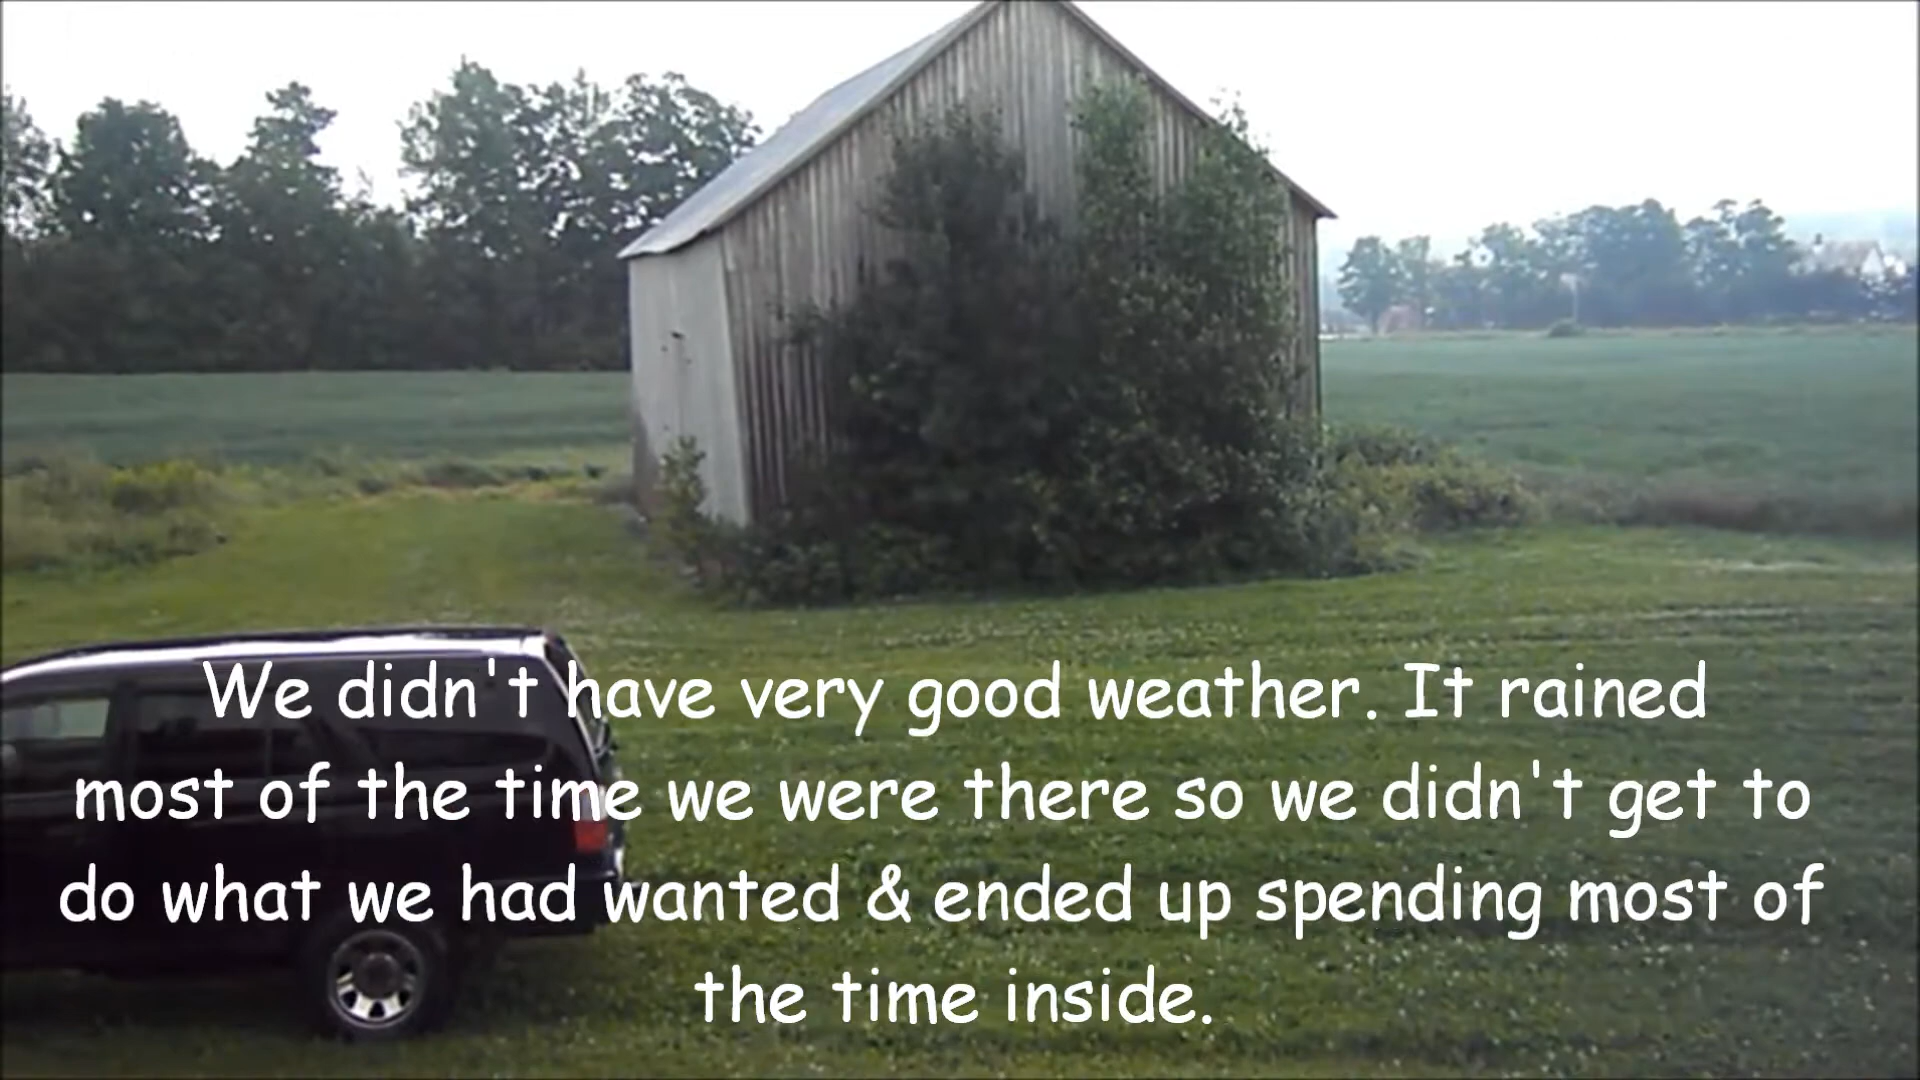 We didn't have very good weather. It rained
most of the time we were there so we didn't get to
do what we had wanted & ended up spending most of
the time inside.